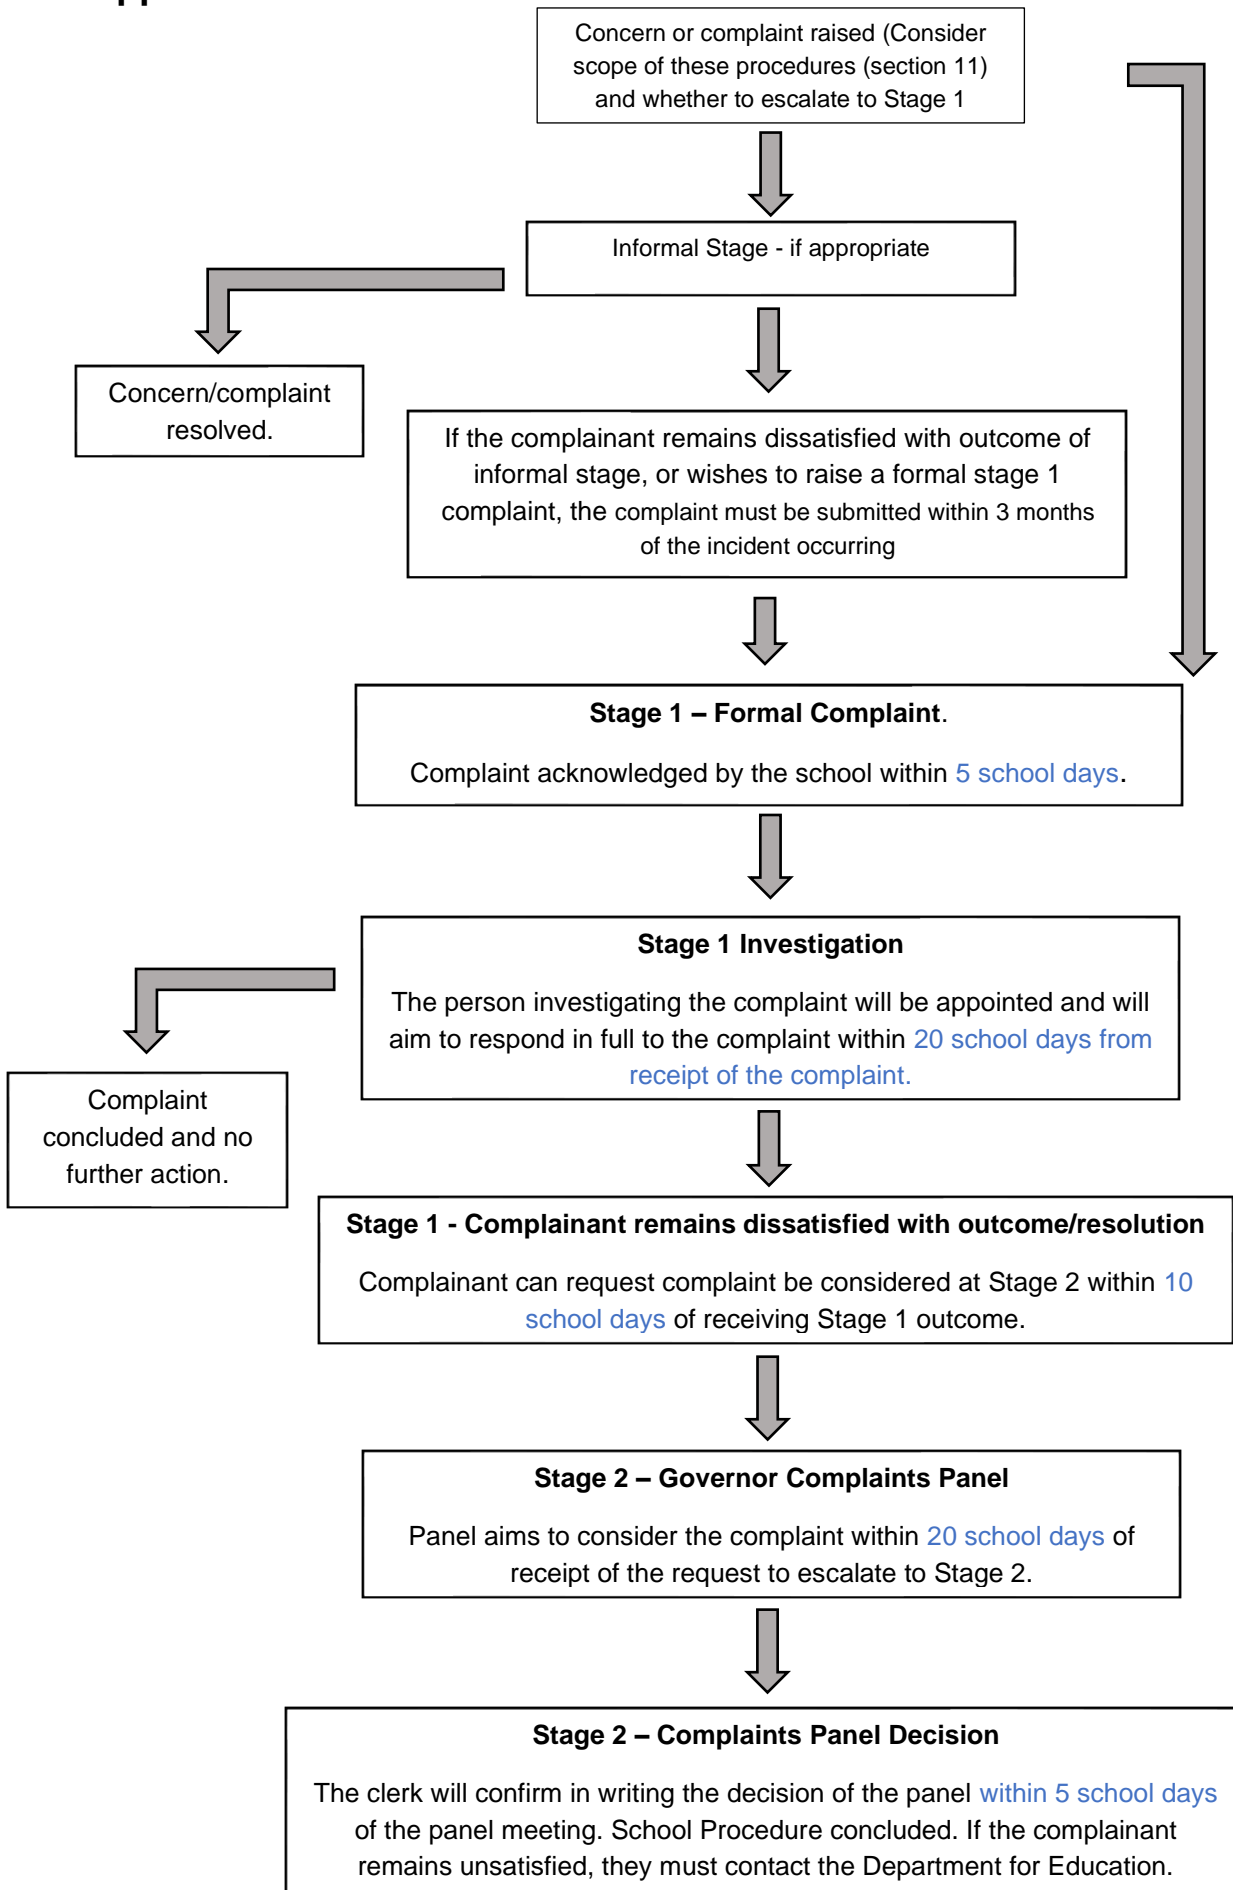 Concern or complaint raised (Consider
scope of these procedures (section 11)
and whether to escalate to Stage 1
Informal Stage - if appropriate
Concern/complaint
resolved.
If the complainant remains dissatisfied with outcome of
informal stage, or wishes to raise a formal stage 1
complaint, the complaint must be submitted within 3 months
of the incident occurring
Stage 1 – Formal Complaint.
Complaint acknowledged by the school within 5 school days.
Stage 1 Investigation
The person investigating the complaint will be appointed and will
aim to respond in full to the complaint within 20 school days from
receipt of the complaint.
Complaint
concluded and no
further action.
Stage 1 - Complainant remains dissatisfied with outcome/resolution
Complainant can request complaint be considered at Stage 2 within 10
school days of receiving Stage 1 outcome.
Stage 2 – Governor Complaints Panel
Panel aims to consider the complaint within 20 school days of
receipt of the request to escalate to Stage 2.
Stage 2 – Complaints Panel Decision
The clerk will confirm in writing the decision of the panel within 5 school days
of the panel meeting. School Procedure concluded. If the complainant
remains unsatisfied, they must contact the Department for Education.